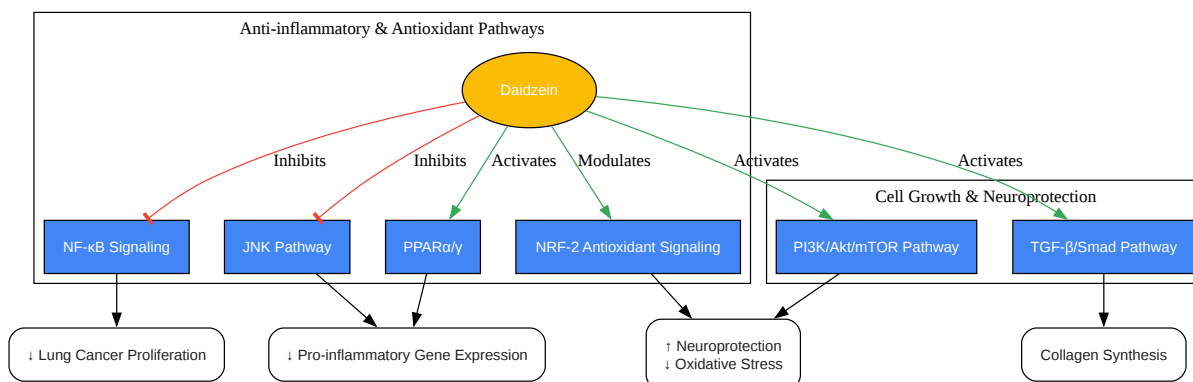 Anti-inflammatory & Antioxidant Pathways
Daidzein
Inhibits
Inhibits
Activates
Modulates
Activates
Activates
Cell Growth & Neuroprotection
NF-κB Signaling
JNK Pathway
PPARα/γ
NRF-2 Antioxidant Signaling
PI3K/Akt/mTOR Pathway
TGF-β/Smad Pathway
↓ Lung Cancer Proliferation
↓ Pro-inflammatory Gene Expression
↑ Neuroprotection
↓ Oxidative Stress
Collagen Synthesis